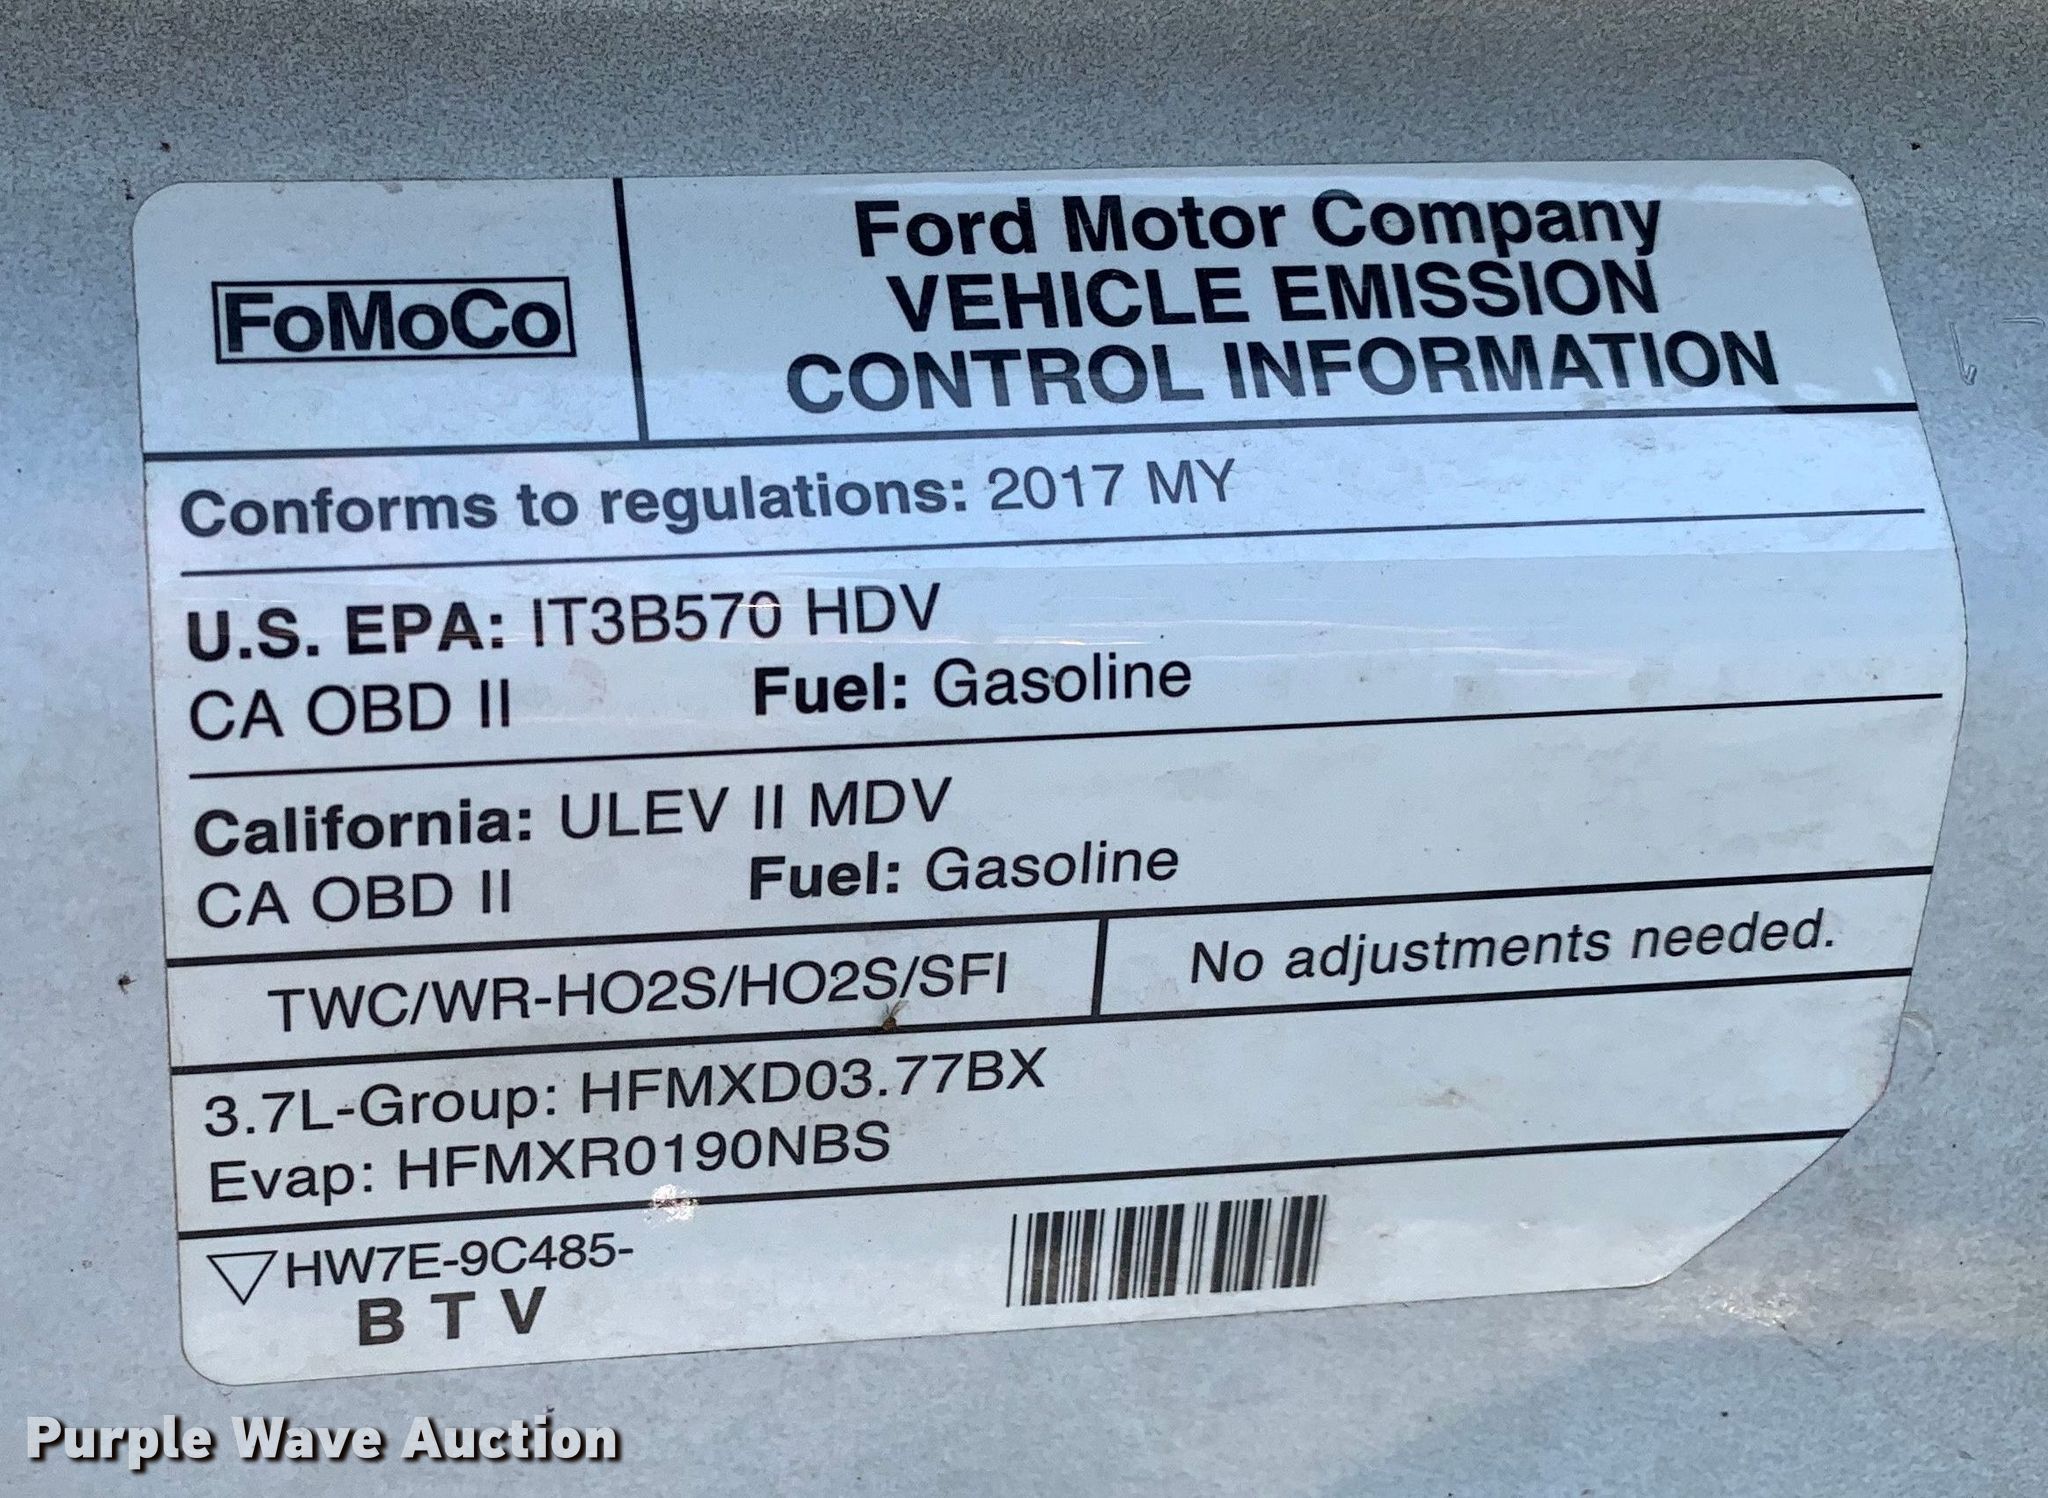 FoMoCo
Ford Motor Company
VEHICLE EMISSION
CONTROL INFORMATION
Conforms to regulations: 2017 MY
U.S. EPA: IT3B570 HDV
CA OBD II Fuel: Gasoline
California: ULEV II MDV
CA OBD II Fuel: Gasoline
TWC/WR-HO2S/HO2S/SFI No adjustments needed.
3.7L-Group: HFMXD03.77BX
Evap: HFMXR0190NBS
HW7E-9C485-
B T V
Purple Wave Auction